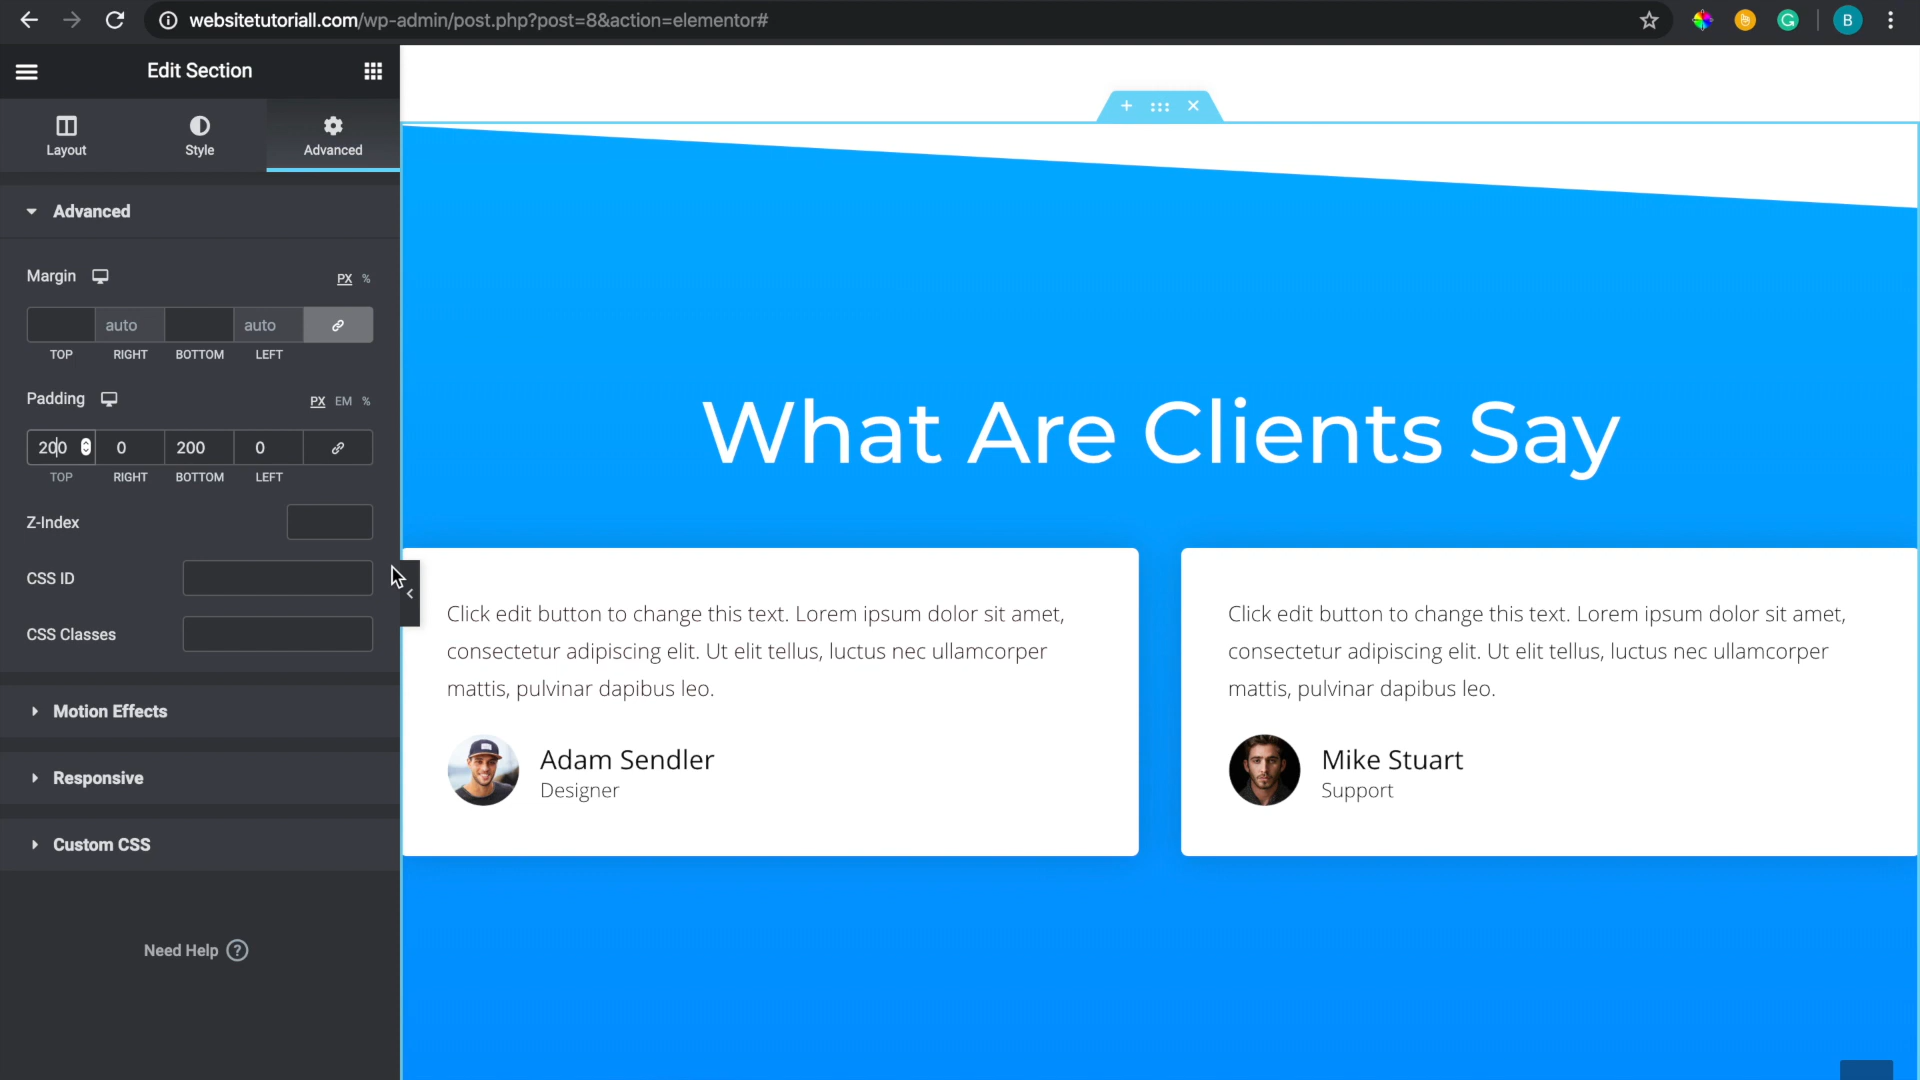 websitetutoriall.com/wp-admin/post.php?post=8&action=elementor#
B
Edit Section
Layout
Style
Advanced
Advanced
Margin
PX %
auto
auto
TOP RIGHT BOTTOM LEFT
Padding
PX EM %
200 0 200 0
TOP RIGHT BOTTOM LEFT
Z-Index
CSS ID
CSS Classes
Motion Effects
Responsive
Custom CSS
Need Help ?
What Are Clients Say
Click edit button to change this text. Lorem ipsum dolor sit amet,
consectetur adipiscing elit. Ut elit tellus, luctus nec ullamcorper
mattis, pulvinar dapibus leo.
Adam Sendler
Designer
Click edit button to change this text. Lorem ipsum dolor sit amet,
consectetur adipiscing elit. Ut elit tellus, luctus nec ullamcorper
mattis, pulvinar dapibus leo.
Mike Stuart
Support